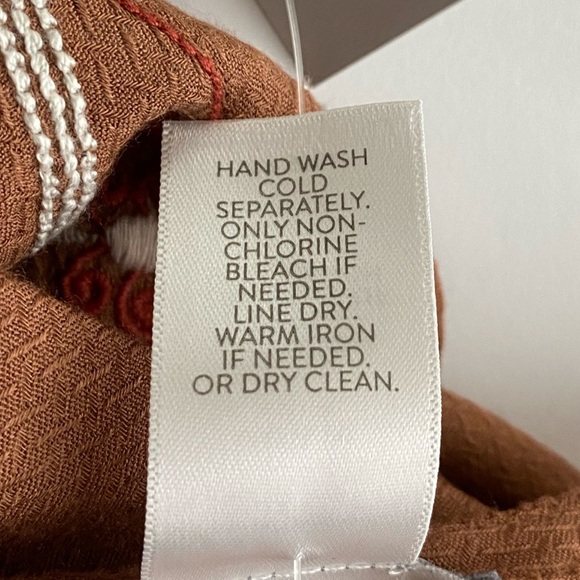 HAND WASH
COLD
SEPARATELY.
ONLY NON-
CHLORINE
BLEACH IF
NEEDED.
LINE DRY.
WARM IRON
IF NEEDED.
OR DRY CLEAN.